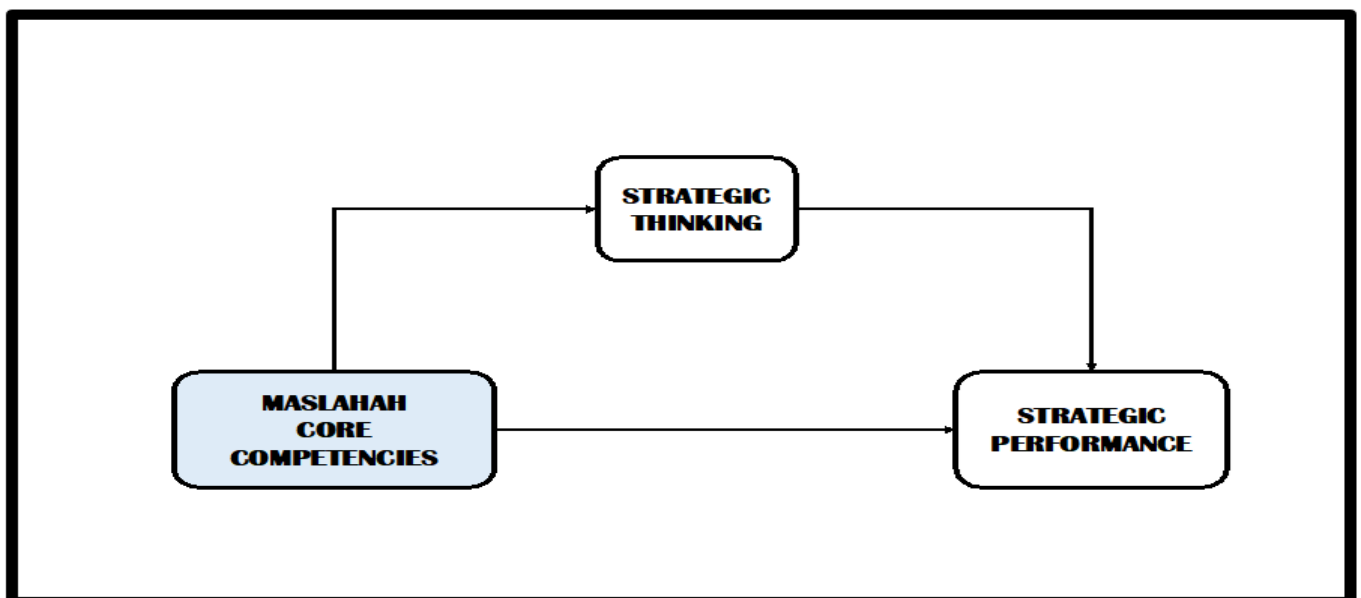 STRATEGIC
THINKING
MASLAHAH
CORE
COMPETENCIES
STRATEGIC
PERFORMANCE